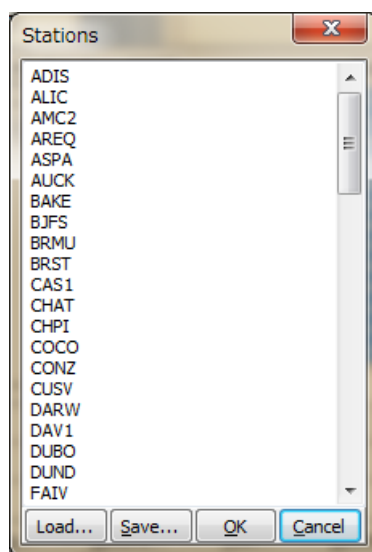 Stations
ADIS
ALIC
AMC2
AREQ
ASPA
AUCK
BAKE
BJFS
BRMU
BRST
CAS1
CHAT
CHPI
COCO
CONZ
CUSV
DARW
DAV1
DUBO
DUND
FAIV
Load... Save... OK Cancel